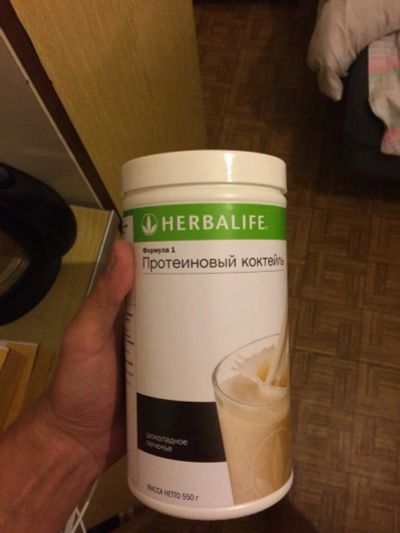 HERBALIFE.
Формула 1
Протеиновый коктейль
шоколадное
печенье
МАССА НЕТТО 550 г